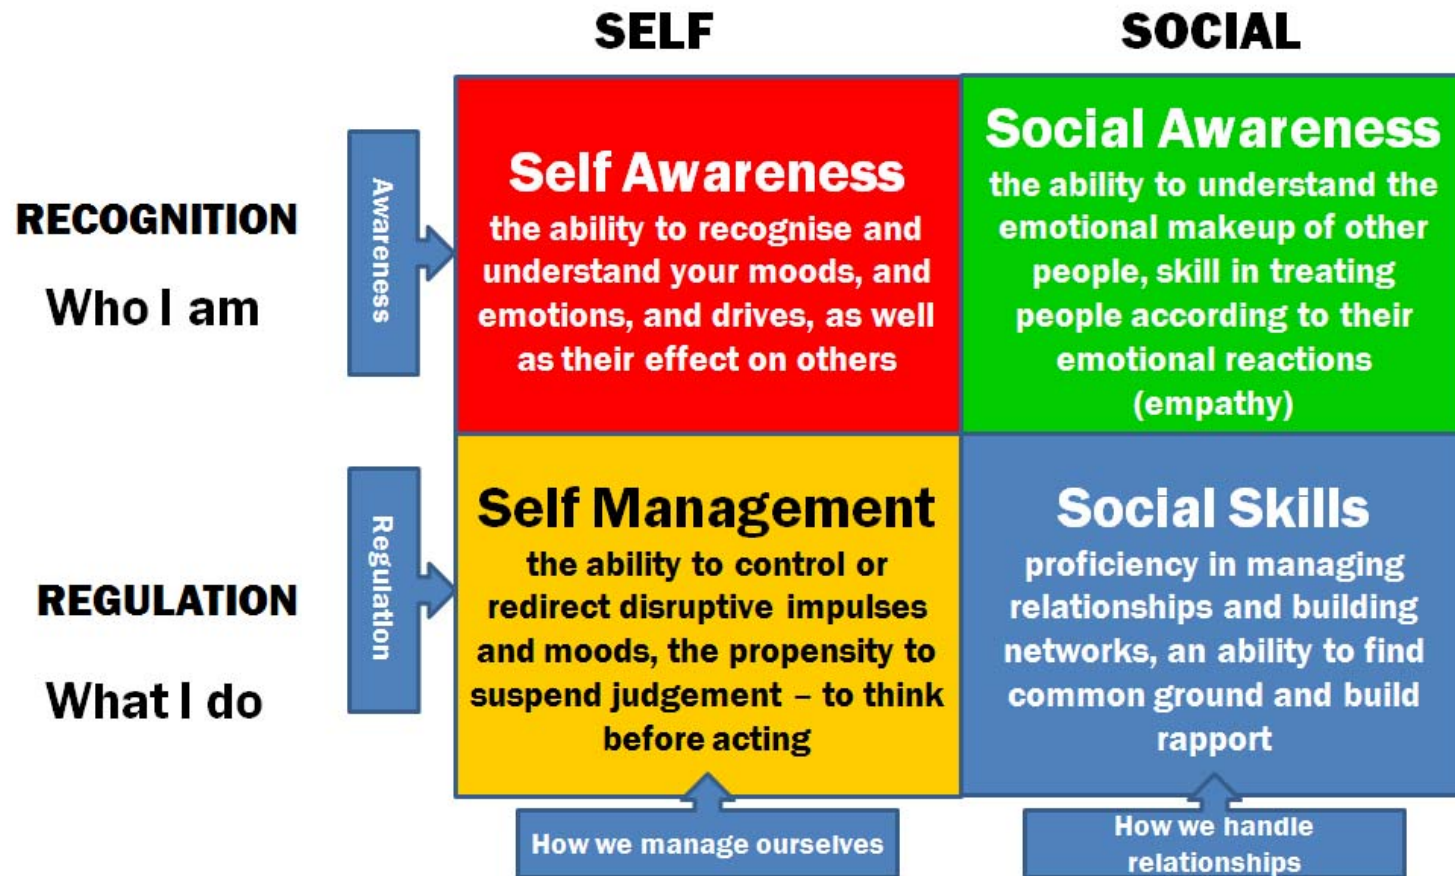 SELF
SOCIAL
RECOGNITION
Who I am
Awareness
Self Awareness
the ability to recognise and
understand your moods, and
emotions, and drives, as well
as their effect on others
Social Awareness
the ability to understand the
emotional makeup of other
people, skill in treating
people according to their
emotional reactions
(empathy)
REGULATION
What I do
Regulation
Self Management
the ability to control or
redirect disruptive impulses
and moods, the propensity to
suspend judgement – to think
before acting
Social Skills
proficiency in managing
relationships and building
networks, an ability to find
common ground and build
rapport
How we manage ourselves
How we handle
relationships